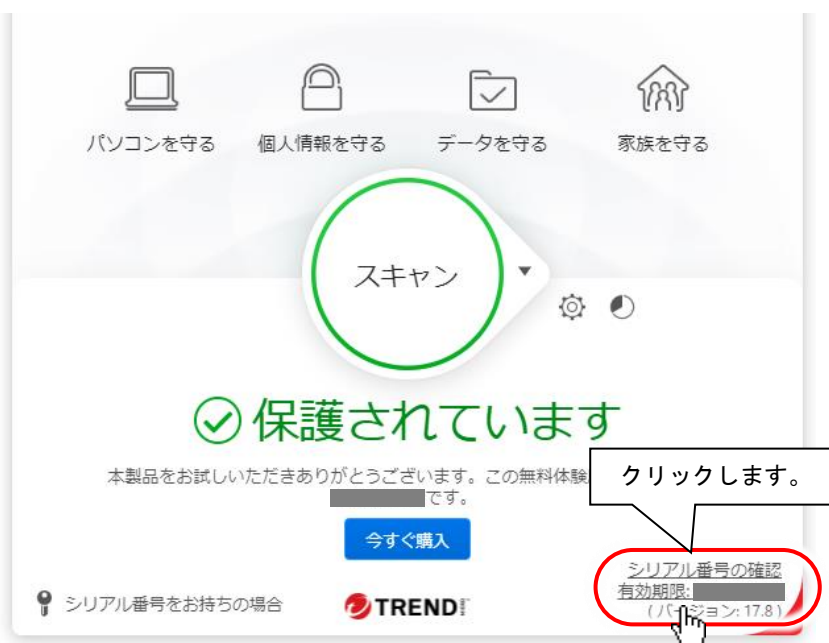 パソコンを守る 個人情報を守る データを守る 家族を守る
スキャン
保護されています
本製品をお試しいただきありがとうございます。この無料体験
です。
クリックします。
今すぐ購入
シリアル番号の確認
有効期限:
(バージョン: 17.8)
シリアル番号をお持ちの場合
TREND